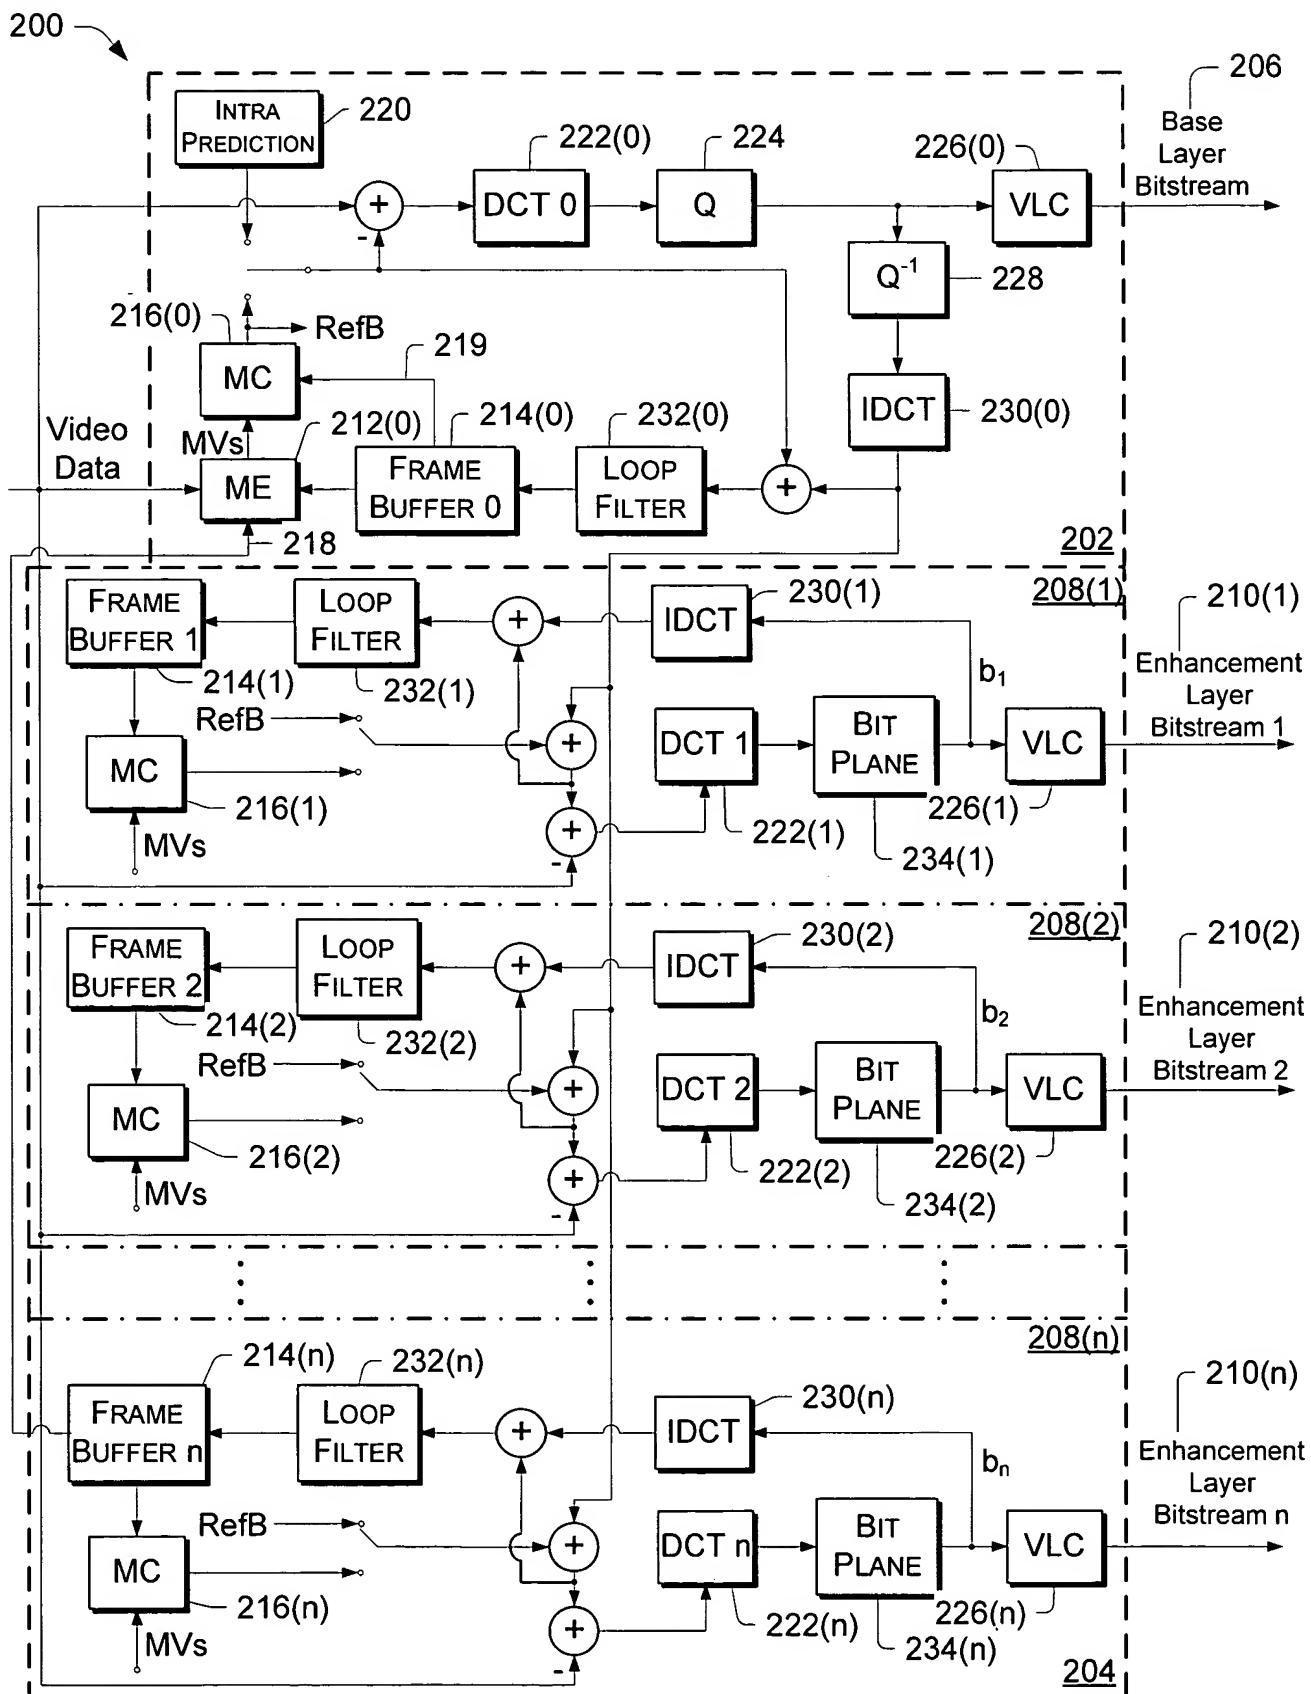 200
INTRA
PREDICTION
220
222(0)
224
226(0)
206
Base
Layer
Bitstream
+
-
DCT 0
Q
VLC
Q-1
228
216(0)
RefB
219
MC
IDCT
230(0)
Video
Data
MVs
212(0)
214(0)
232(0)
ME
FRAME
BUFFER 0
LOOP
FILTER
+
218
202
FRAME
BUFFER 1
LOOP
FILTER
+
IDCT
230(1)
208(1)
210(1)
Enhancement
Layer
Bitstream 1
214(1)
232(1)
b1
RefB
+
DCT 1
BIT
PLANE
VLC
MC
216(1)
226(1)
MVs
+
-
222(1)
234(1)
FRAME
BUFFER 2
LOOP
FILTER
+
IDCT
230(2)
208(2)
210(2)
Enhancement
Layer
Bitstream 2
214(2)
232(2)
b2
RefB
+
DCT 2
BIT
PLANE
VLC
MC
216(2)
226(2)
MVs
+
-
222(2)
234(2)
208(n)
214(n)
232(n)
230(n)
210(n)
FRAME
BUFFER n
LOOP
FILTER
+
IDCT
Enhancement
Layer
Bitstream n
bn
RefB
+
DCT n
BIT
PLANE
VLC
MC
216(n)
226(n)
MVs
+
-
222(n)
234(n)
204